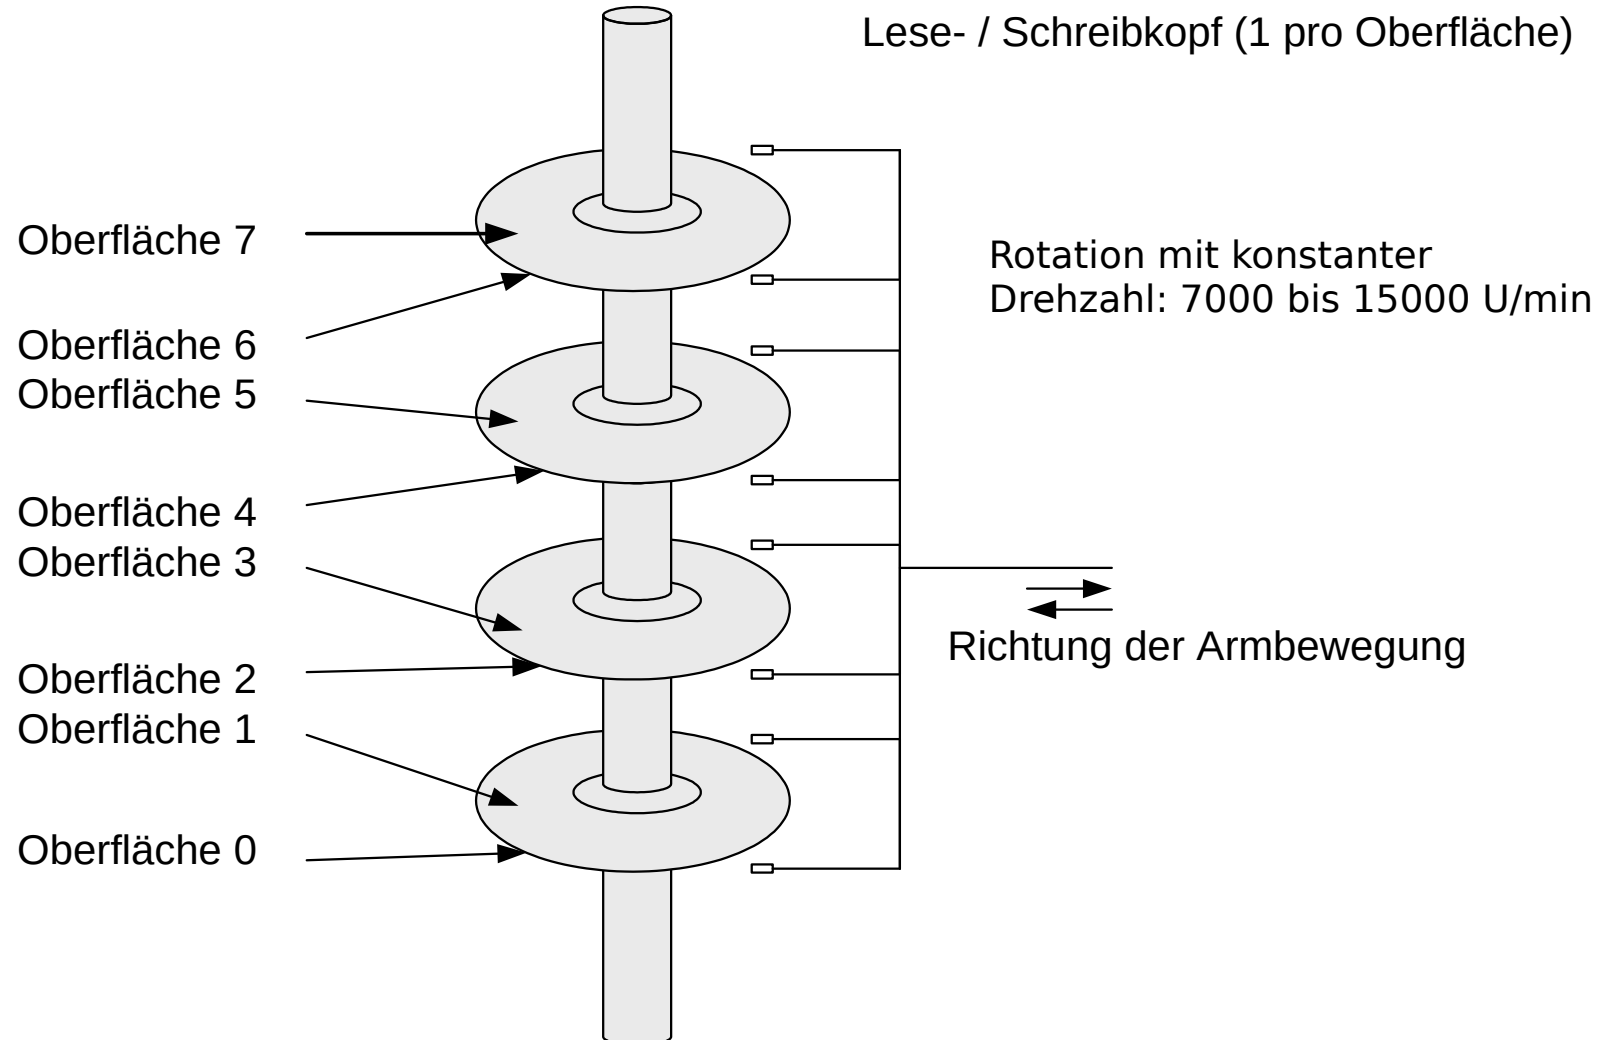 Lese- / Schreibkopf (1 pro Oberfläche)
Oberfläche 7
Rotation mit konstanter
Drehzahl: 7000 bis 15000 U/min
Oberfläche 6
Oberfläche 5
Oberfläche 4
Oberfläche 3
Richtung der Armbewegung
Oberfläche 2
Oberfläche 1
Oberfläche 0